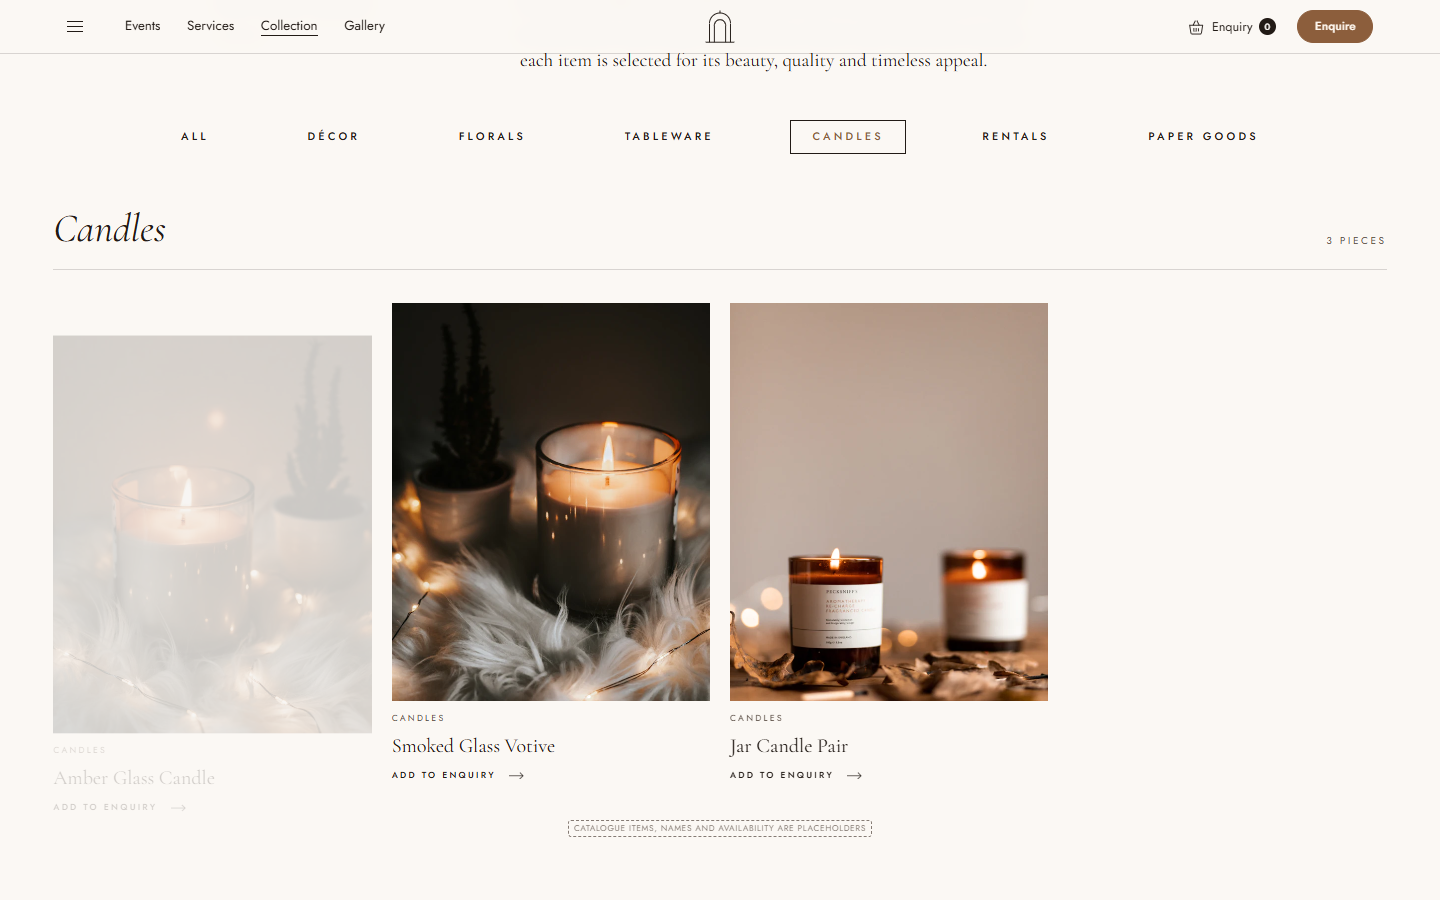 Events
Services
Collection
Gallery
Enquiry
0
Enquire
each item is selected for its beauty, quality and timeless appeal.
ALL
DÉCOR
FLORALS
TABLEWARE
CANDLES
RENTALS
PAPER GOODS
Candles
3 PIECES
CANDLES
Amber Glass Candle
ADD TO ENQUIRY
CANDLES
Smoked Glass Votive
ADD TO ENQUIRY
PECKSNIFF'S
CANDLES
Jar Candle Pair
ADD TO ENQUIRY
CATALOGUE ITEMS, NAMES AND AVAILABILITY ARE PLACEHOLDERS